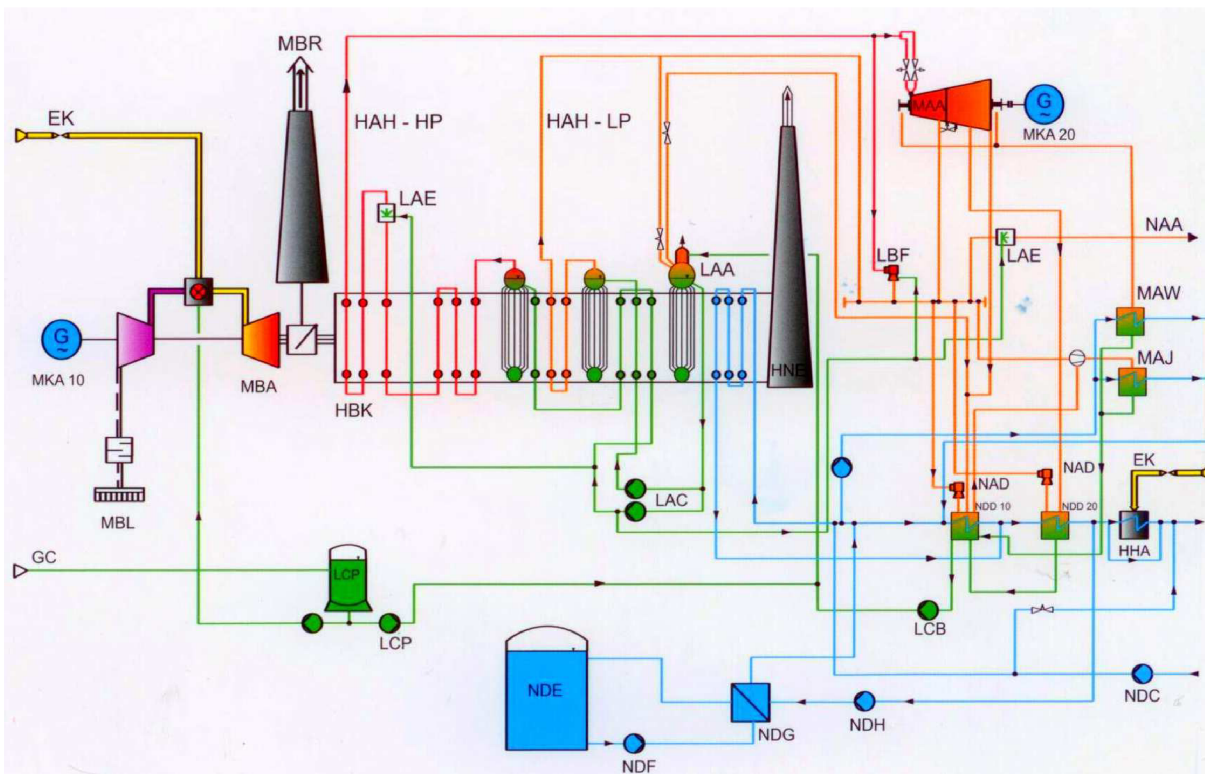 MBR
EK
HAH - HP
HAH - LP
MAA
G
~
MKA 20
LAE
LAA
LBF
LAE
NAA
MAW
MAJ
G
~
MKA 10
MBA
HBK
HNE
MBL
LAC
NAD
NAD
EK
NDD 10
NDD 20
HHA
GC
LCP
LCP
LCB
NDE
NDG
NDH
NDC
NDF